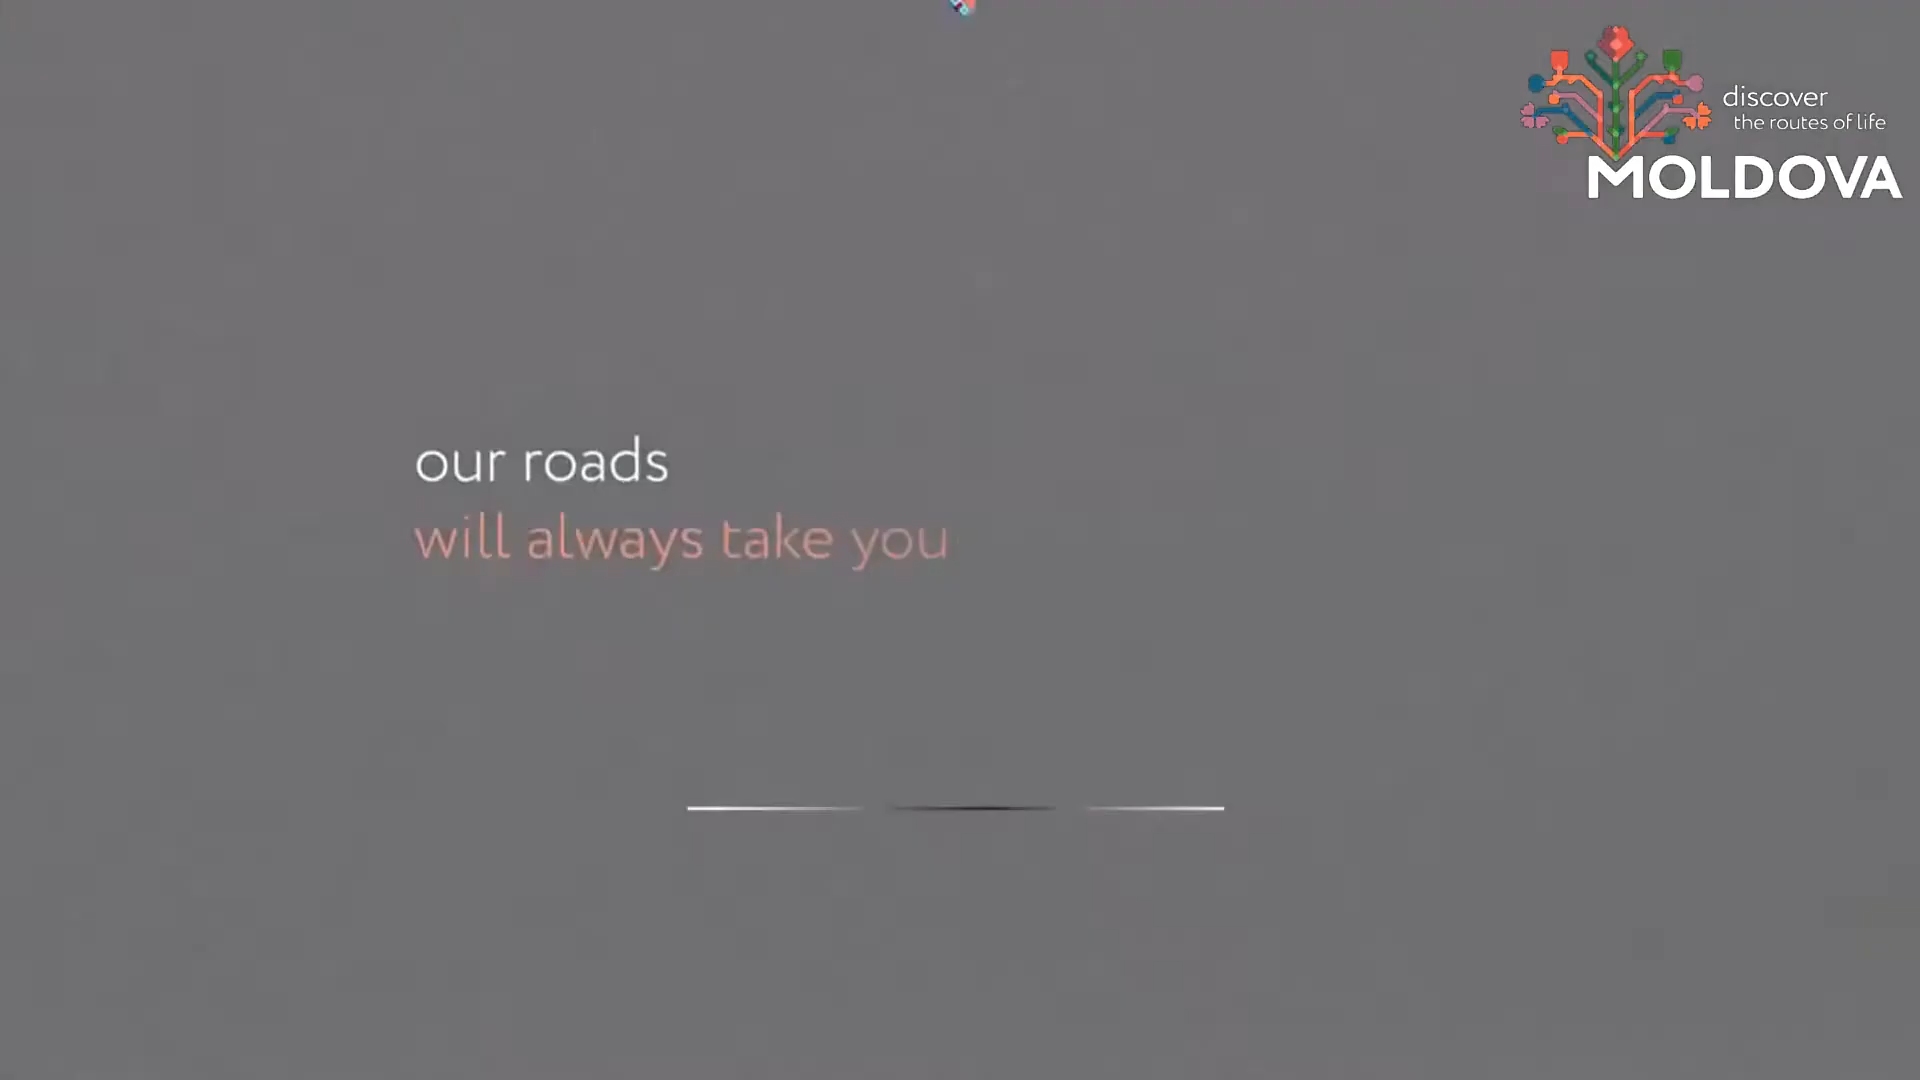 discover
the routes of life
MOLDOVA
our roads
will always take you